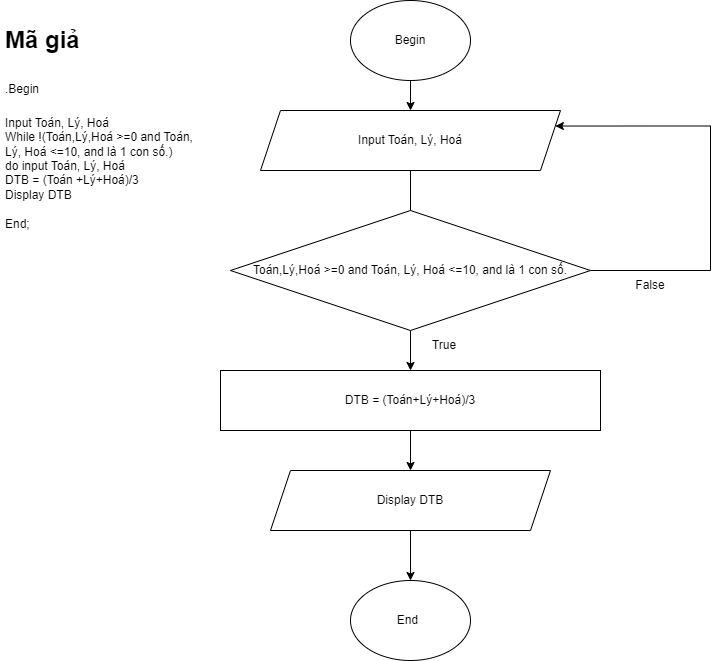 Mã giả
.Begin
Input Toán, Lý, Hoá
While !(Toán,Lý,Hoá >=0 and Toán,
Lý, Hoá <=10, and là 1 con số.)
do input Toán, Lý, Hoá
DTB = (Toán +Lý+Hoá)/3
Display DTB
End;
Begin
Input Toán, Lý, Hoá
Toán,Lý,Hoá >=0 and Toán, Lý, Hoá <=10, and là 1 con số.
False
True
DTB = (Toán+Lý+Hoá)/3
Display DTB
End